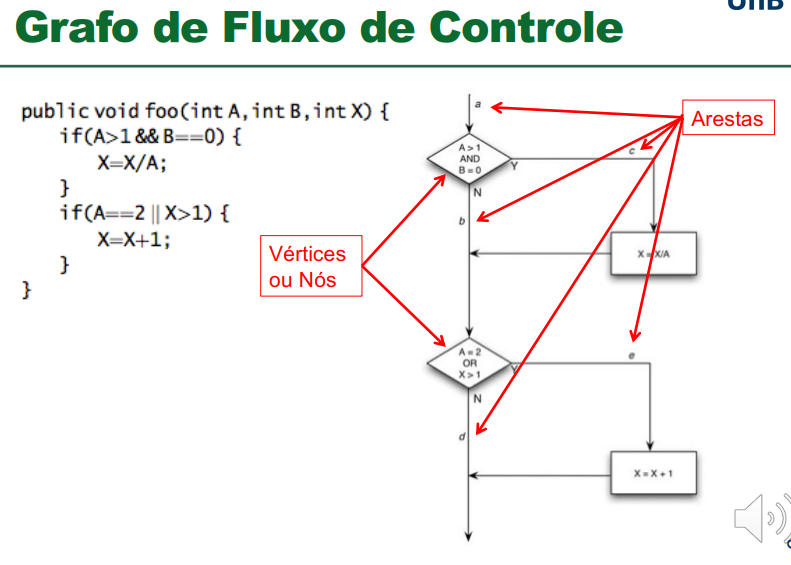 UnB
Grafo de Fluxo de Controle
public void foo(int A,int B,int X) {
if(A>1 && B==0) {
X=X/A;
}
if(A==2 || X>1) {
X=X+1;
}
}
a
Arestas
A > 1
AND
B = 0
Y
c
N
b
Vértices
ou Nós
X = X/A
A = 2
OR
X > 1
Y
e
N
d
X = X + 1